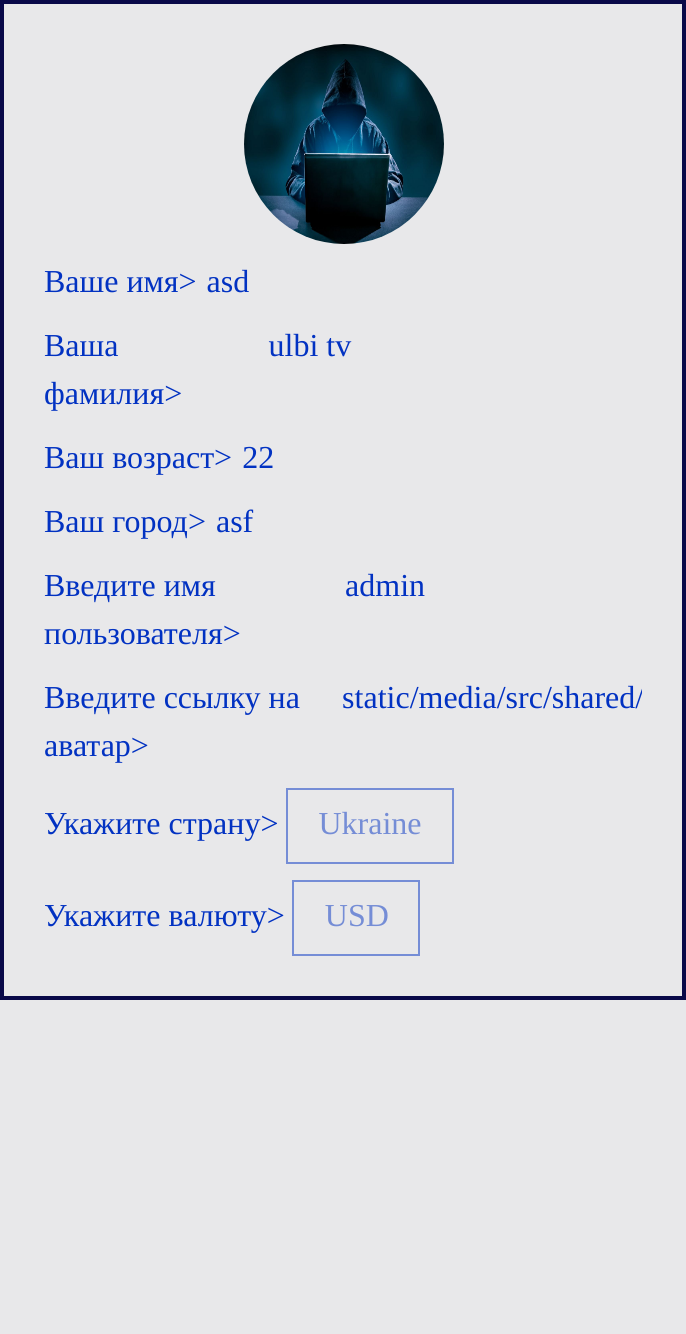 Ваше имя> asd
Ваша ulbi tv
фамилия>
Ваш возраст> 22
Ваш город> asf
Введите имя admin
пользователя>
Введите ссылку на static/media/src/shared/
аватар>
Укажите страну> Ukraine
Укажите валюту> USD